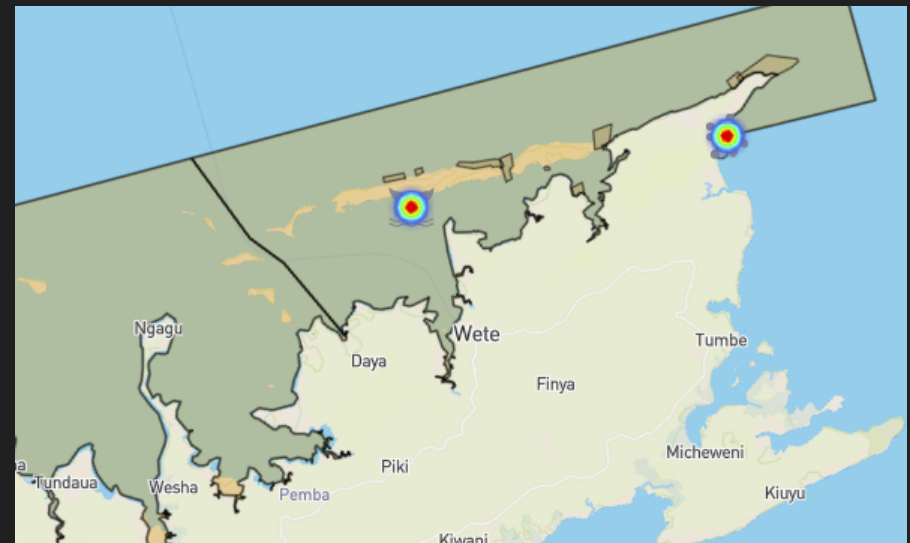 Ngagu
Wete
Daya
Tumbe
Finya
Micheweni
Piki
Tundaua
Wesha
Pemba
Kiuyu
Kiwani